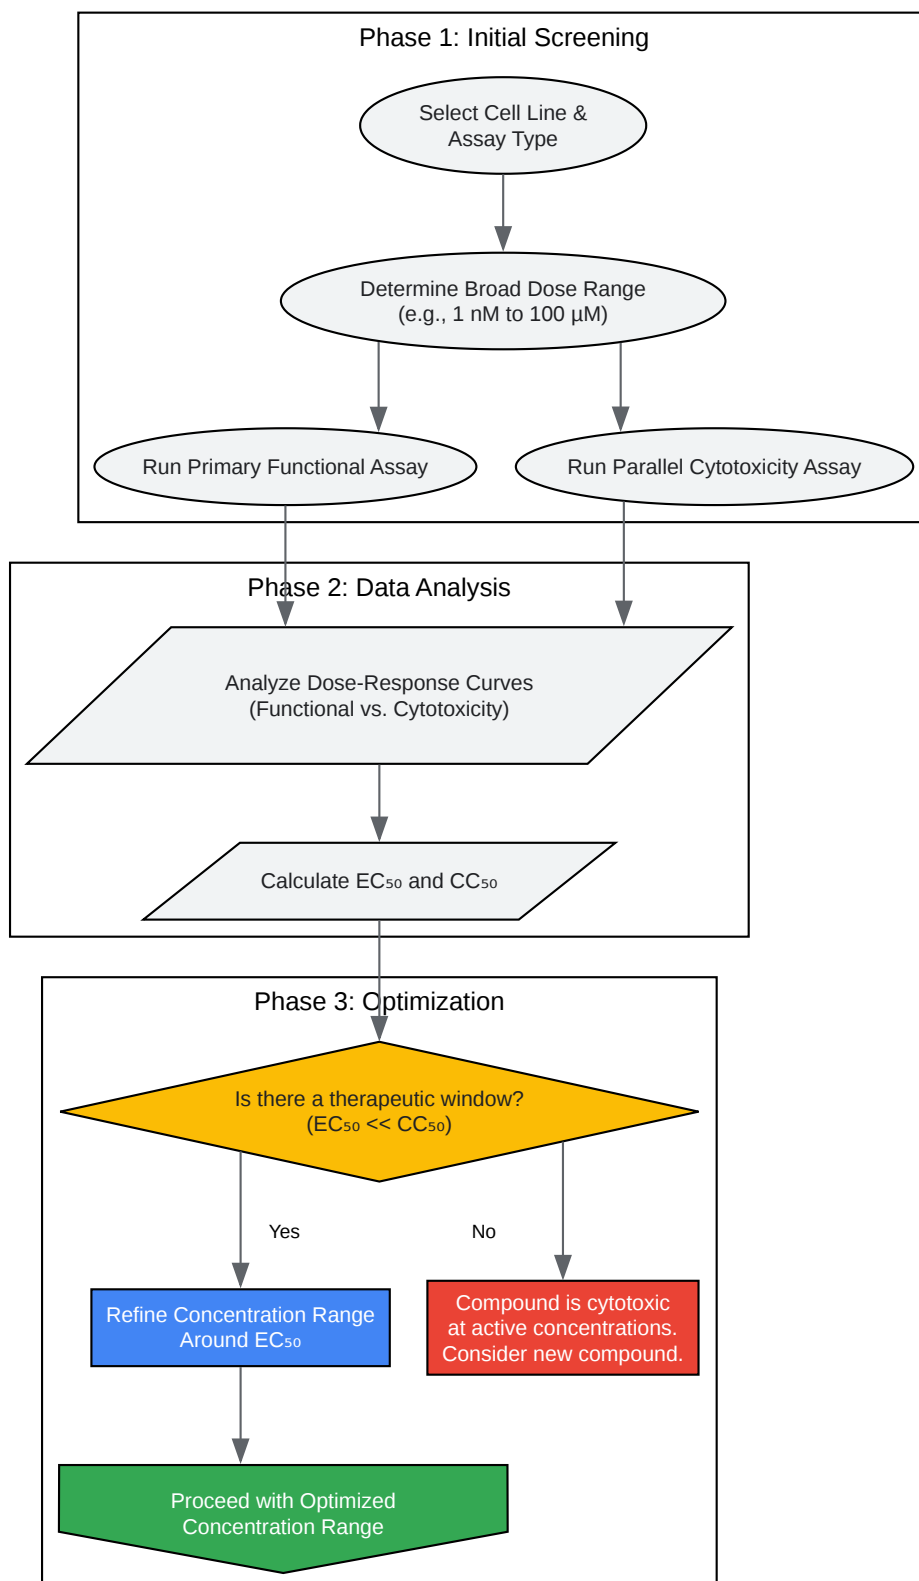 Phase 1: Initial Screening
Select Cell Line &
Assay Type
Determine Broad Dose Range
(e.g., 1 nM to 100 µM)
Run Primary Functional Assay
Run Parallel Cytotoxicity Assay
Phase 2: Data Analysis
Analyze Dose-Response Curves
(Functional vs. Cytotoxicity)
Calculate EC₅₀ and CC₅₀
Phase 3: Optimization
Is there a therapeutic window?
(EC₅₀ << CC₅₀)
Yes
No
Refine Concentration Range
Around EC₅₀
Compound is cytotoxic
at active concentrations.
Consider new compound.
Proceed with Optimized
Concentration Range